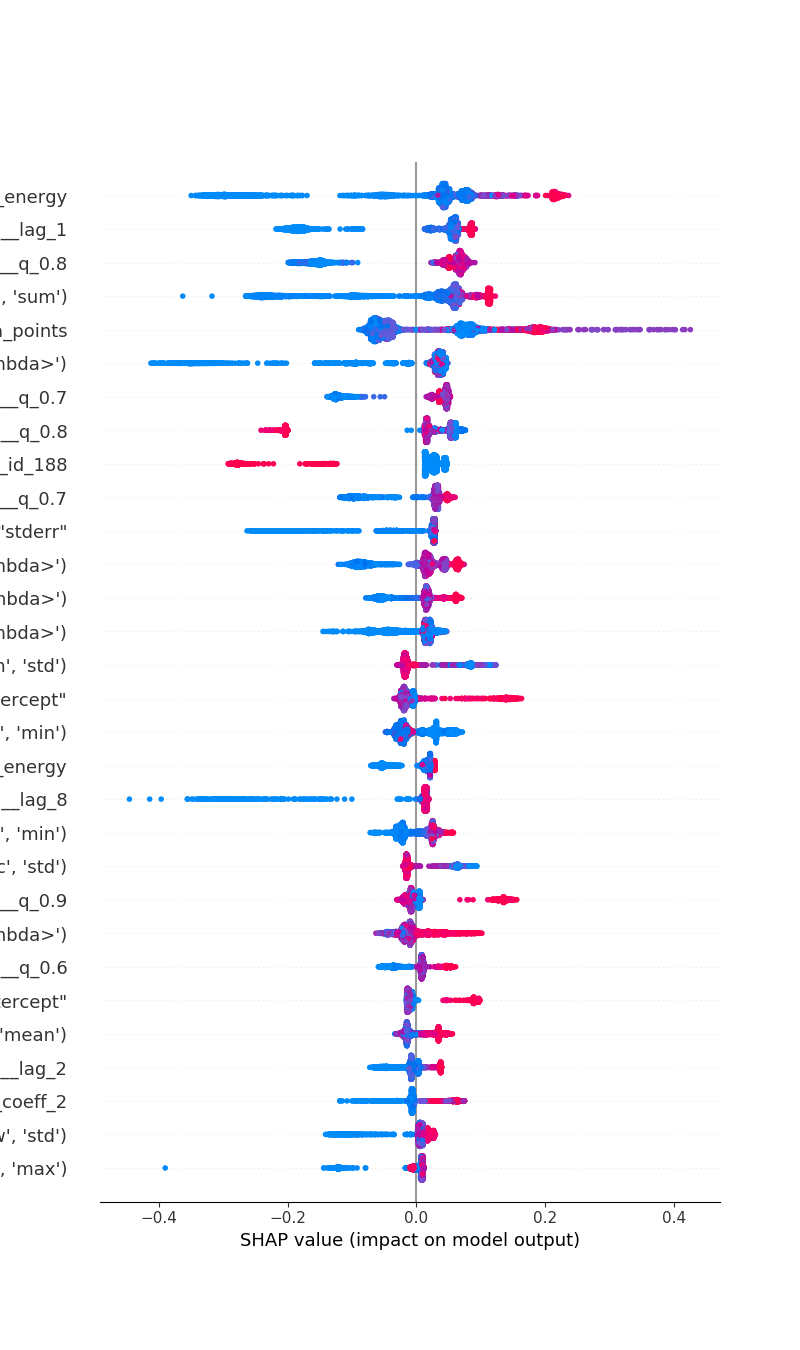 _energy
__lag_1
__q_0.8
, 'sum')
_points
nbda>')
__q_0.7
__q_0.8
_id_188
__q_0.7
"stderr"
nbda>')
nbda>')
nbda>')
', 'std')
ercept"
', 'min')
_energy
__lag_8
', 'min')
c', 'std')
__q_0.9
nbda>')
__q_0.6
ercept"
'mean')
__lag_2
_coeff_2
', 'std')
, 'max')
−0.4 −0.2 0.0 0.2 0.4
SHAP value (impact on model output)